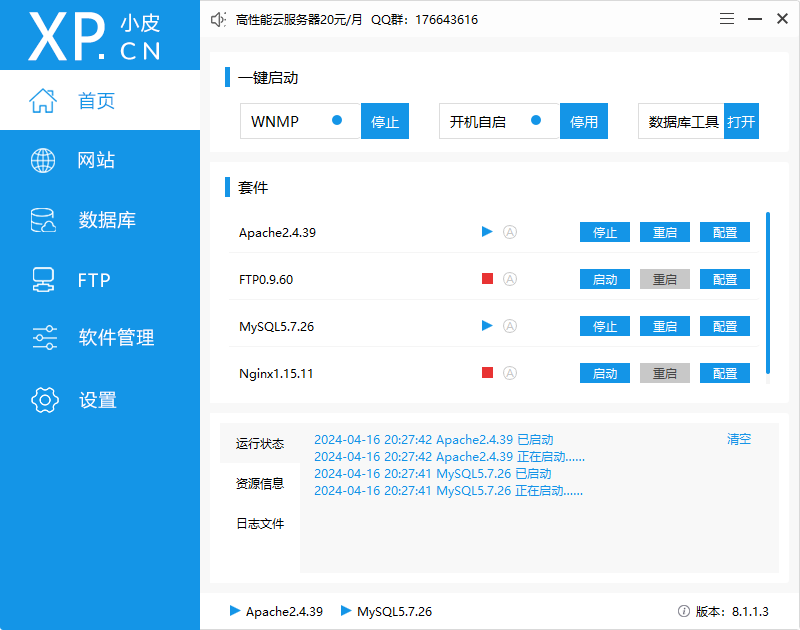 XP.CN 小皮
高性能云服务器20元/月 QQ群：176643616
首页
网站
数据库
FTP
软件管理
设置
一键启动
WNMP 停止 开机自启 停用 数据库工具 打开
套件
Apache2.4.39 Ⓐ 停止 重启 配置
FTP0.9.60 Ⓐ 启动 重启 配置
MySQL5.7.26 Ⓐ 停止 重启 配置
Nginx1.15.11 Ⓐ 启动 重启 配置
运行状态
资源信息
日志文件
2024-04-16 20:27:42 Apache2.4.39 已启动 清空
2024-04-16 20:27:42 Apache2.4.39 正在启动......
2024-04-16 20:27:41 MySQL5.7.26 已启动
2024-04-16 20:27:41 MySQL5.7.26 正在启动......
Apache2.4.39 MySQL5.7.26 版本：8.1.1.3